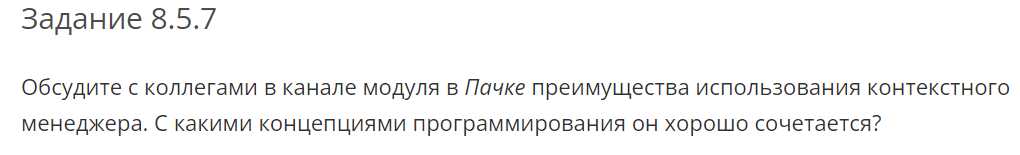 Задание 8.5.7
Обсудите с коллегами в канале модуля в Пачке преимущества использования контекстного
менеджера. С какими концепциями программирования он хорошо сочетается?